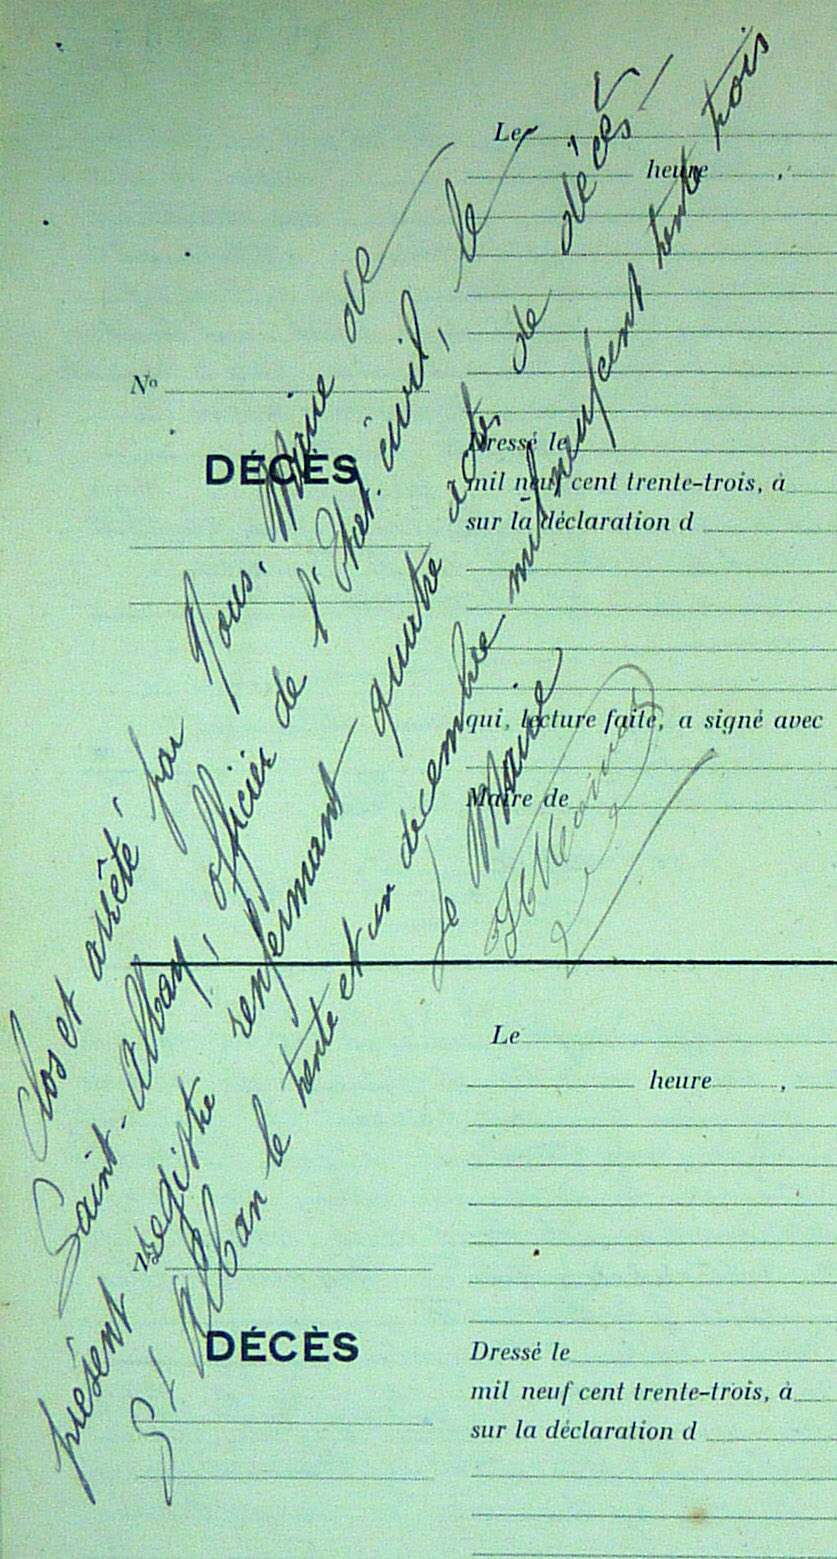 Le
heure ,
Nº
DÉCÈS
Dressé le
mil neuf cent trente-trois, à
sur la déclaration d
qui, lecture faite, a signé avec
Maire de
Clos et arrêté par Nous, Maire de
Saint-Alban, officier de l'Etat civil, le
présent registre renfermant quatre actes de décès
St Alban le trente et un décembre mil neuf cent trente trois
Le Maire
Le
heure ,
DÉCÈS
Dressé le
mil neuf cent trente-trois, à
sur la déclaration d